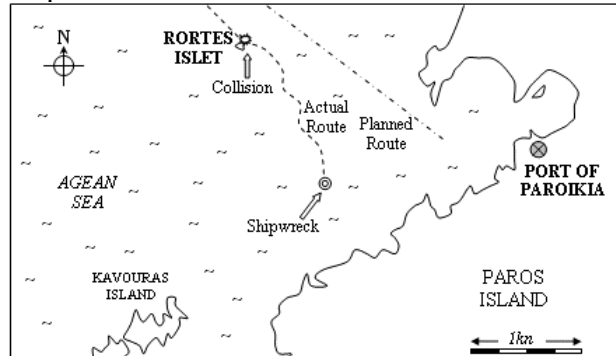 N
RORTES
ISLET
Collision
Actual
Route
Planned
Route
PORT OF
PAROIKIA
AGEAN
SEA
Shipwreck
KAVOURAS
ISLAND
PAROS
ISLAND
1kn